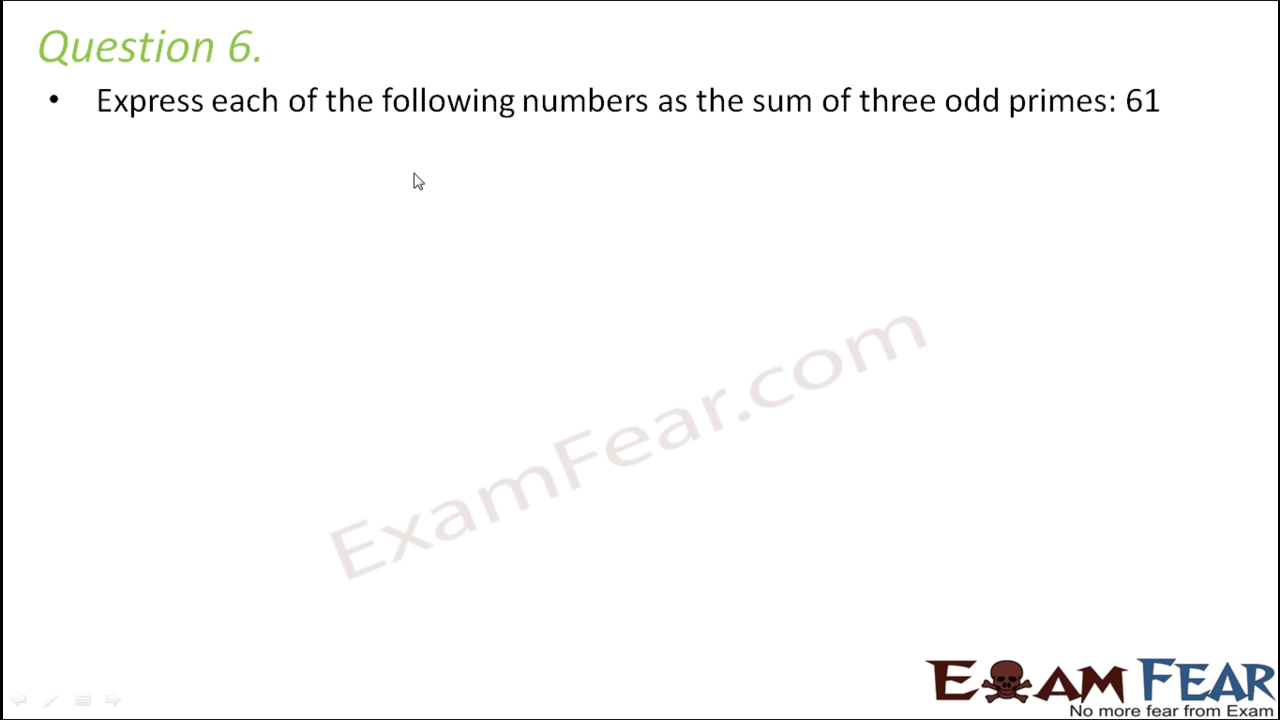 Question 6.
• Express each of the following numbers as the sum of three odd primes: 61
ExamFear.com
EXAM FEAR
No more fear from Exam